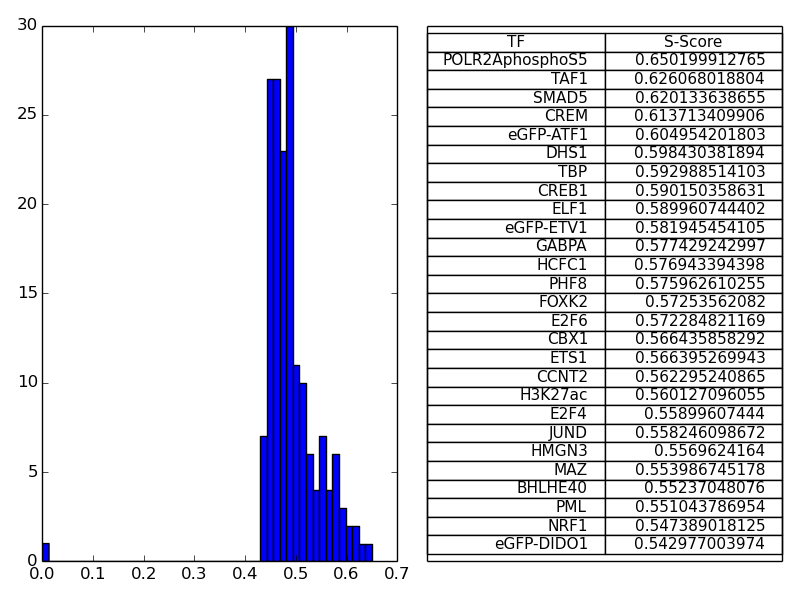 30
25
20
15
10
5
0
0.0 0.1 0.2 0.3 0.4 0.5 0.6 0.7
TF S-Score
POLR2AphosphoS5 0.650199912765
TAF1 0.626068018804
SMAD5 0.620133638655
CREM 0.613713409906
eGFP-ATF1 0.604954201803
DHS1 0.598430381894
TBP 0.592988514103
CREB1 0.590150358631
ELF1 0.589960744402
eGFP-ETV1 0.581945454105
GABPA 0.577429242997
HCFC1 0.576943394398
PHF8 0.575962610255
FOXK2 0.57253562082
E2F6 0.572284821169
CBX1 0.566435858292
ETS1 0.566395269943
CCNT2 0.562295240865
H3K27ac 0.560127096055
E2F4 0.55899607444
JUND 0.558246098672
HMGN3 0.5569624164
MAZ 0.553986745178
BHLHE40 0.55237048076
PML 0.551043786954
NRF1 0.547389018125
eGFP-DIDO1 0.542977003974